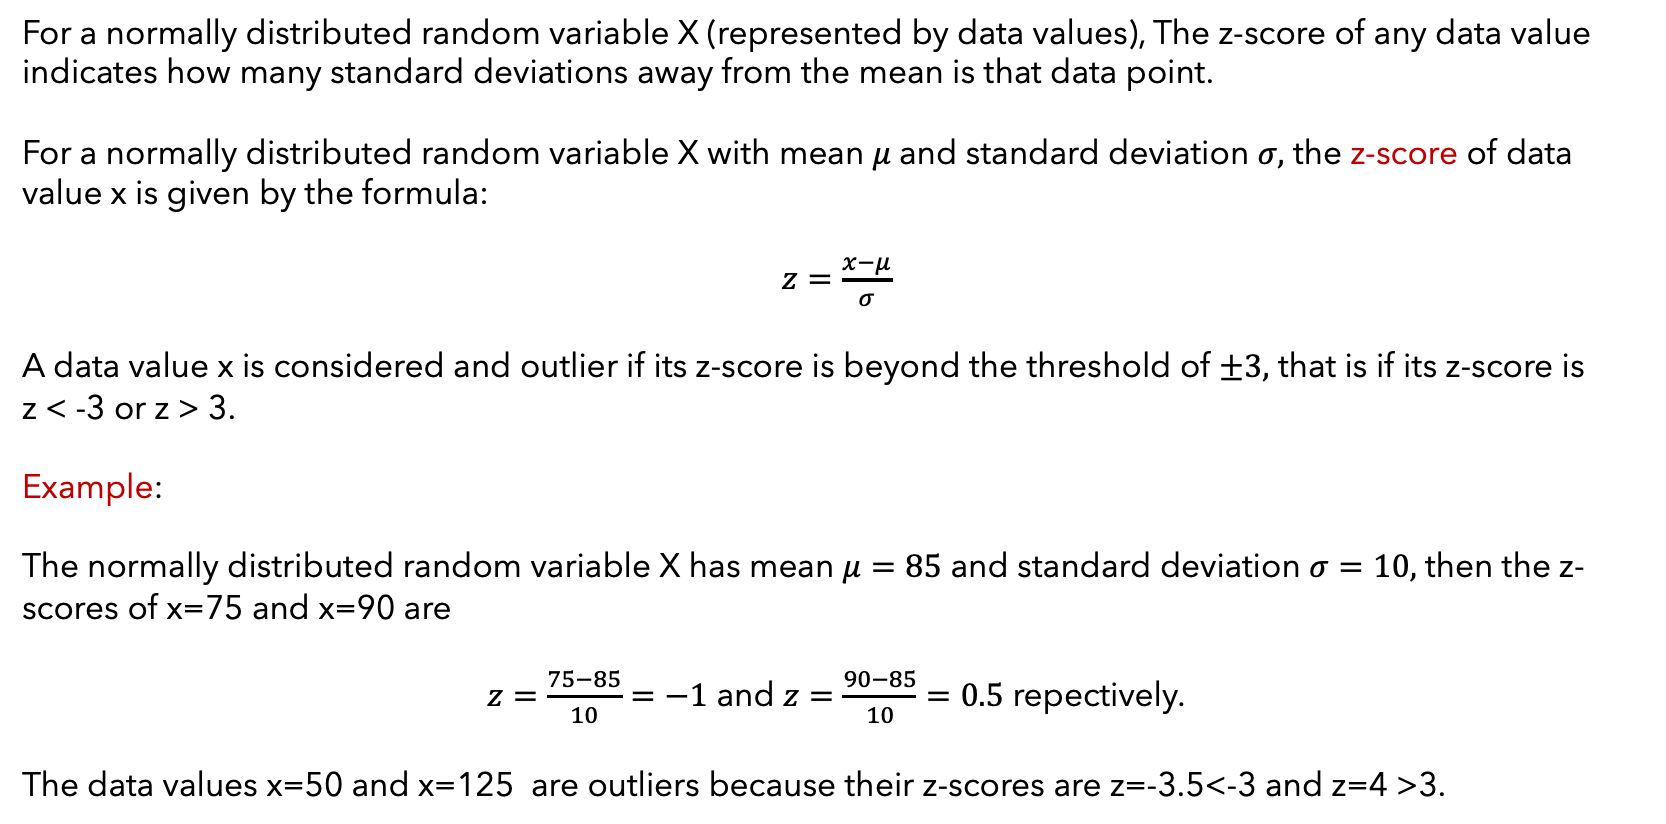 For a normally distributed random variable X (represented by data values), The z-score of any data value
indicates how many standard deviations away from the mean is that data point.
For a normally distributed random variable X with mean μ and standard deviation σ, the z-score of data
value x is given by the formula:
z = \frac{x−μ}{σ}
A data value x is considered and outlier if its z-score is beyond the threshold of ±3, that is if its z-score is
z < -3 or z > 3.
Example:
The normally distributed random variable X has mean μ = 85 and standard deviation σ = 10, then the z-
scores of x=75 and x=90 are
z = \frac{75−85}{10} = −1 and z = \frac{90−85}{10} = 0.5 repectively.
The data values x=50 and x=125 are outliers because their z-scores are z=-3.5<-3 and z=4 >3.